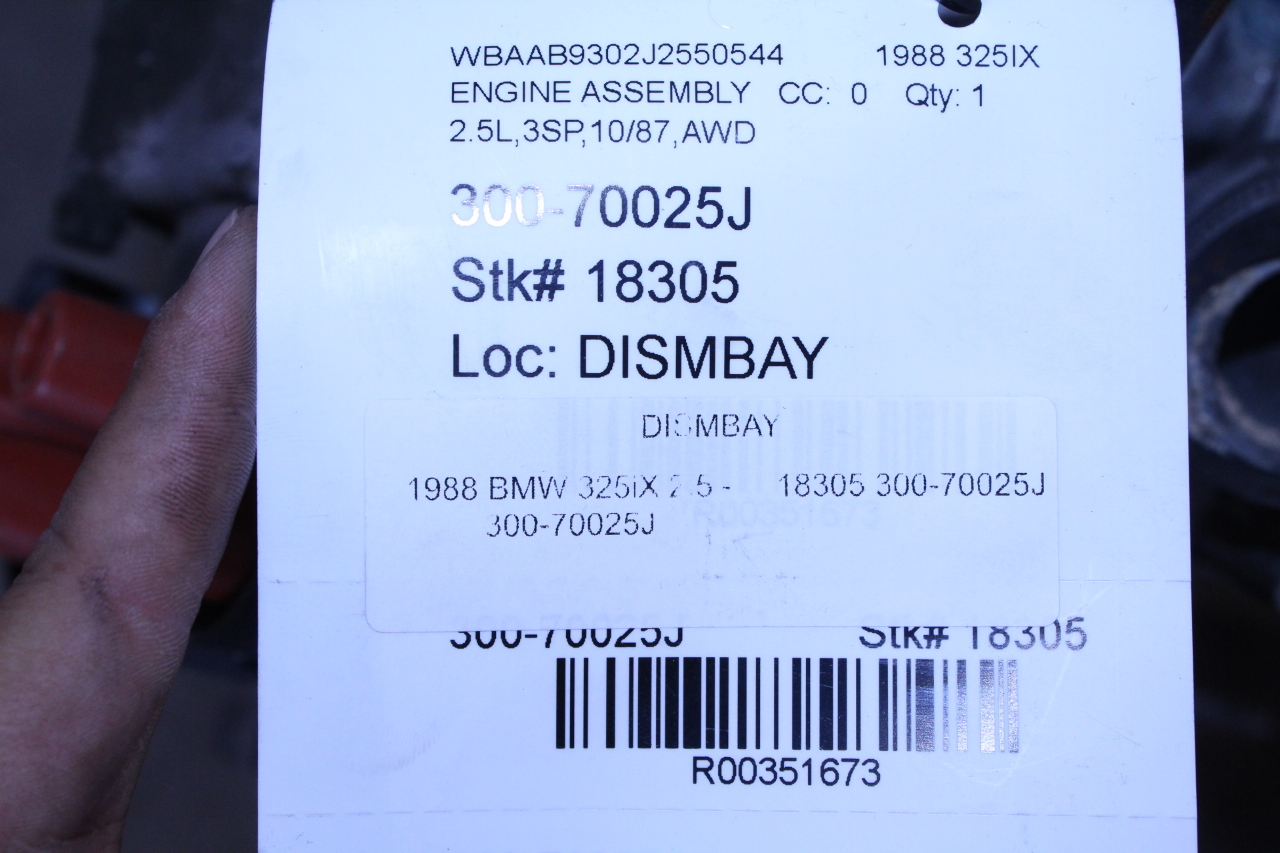 WBAAB9302J2550544 1988 325IX
ENGINE ASSEMBLY CC: 0 Qty: 1
2.5L,3SP,10/87,AWD
300-70025J
Stk# 18305
Loc: DISMBAY
DISMBAY
1988 BMW 325iX 2.5 - 18305 300-70025J
300-70025J
R00351673
300-70025J Stk# 18305
R00351673